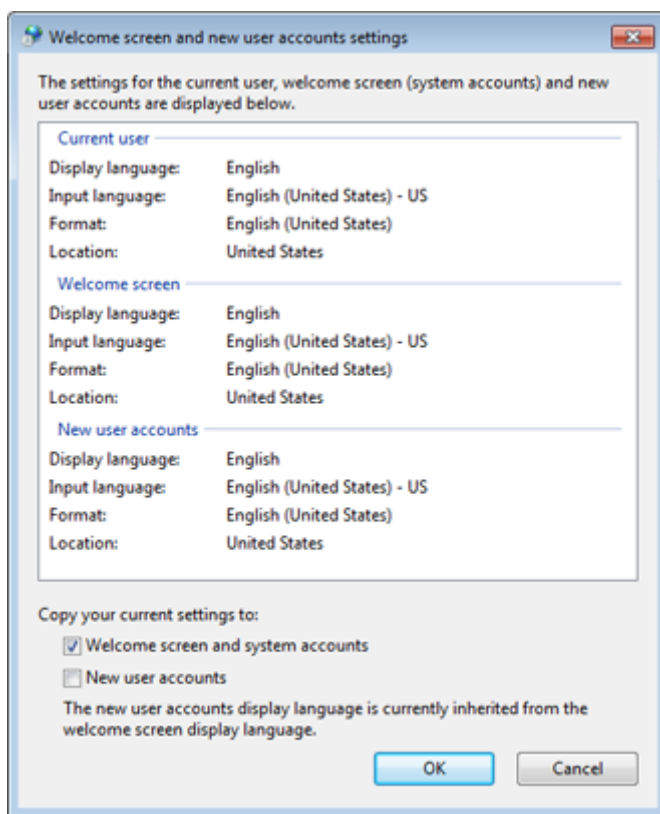 Welcome screen and new user accounts settings
The settings for the current user, welcome screen (system accounts) and new
user accounts are displayed below.
Current user
Display language: English
Input language: English (United States) - US
Format: English (United States)
Location: United States
Welcome screen
Display language: English
Input language: English (United States) - US
Format: English (United States)
Location: United States
New user accounts
Display language: English
Input language: English (United States) - US
Format: English (United States)
Location: United States
Copy your current settings to:
Welcome screen and system accounts
New user accounts
The new user accounts display language is currently inherited from the
welcome screen display language.
OK Cancel